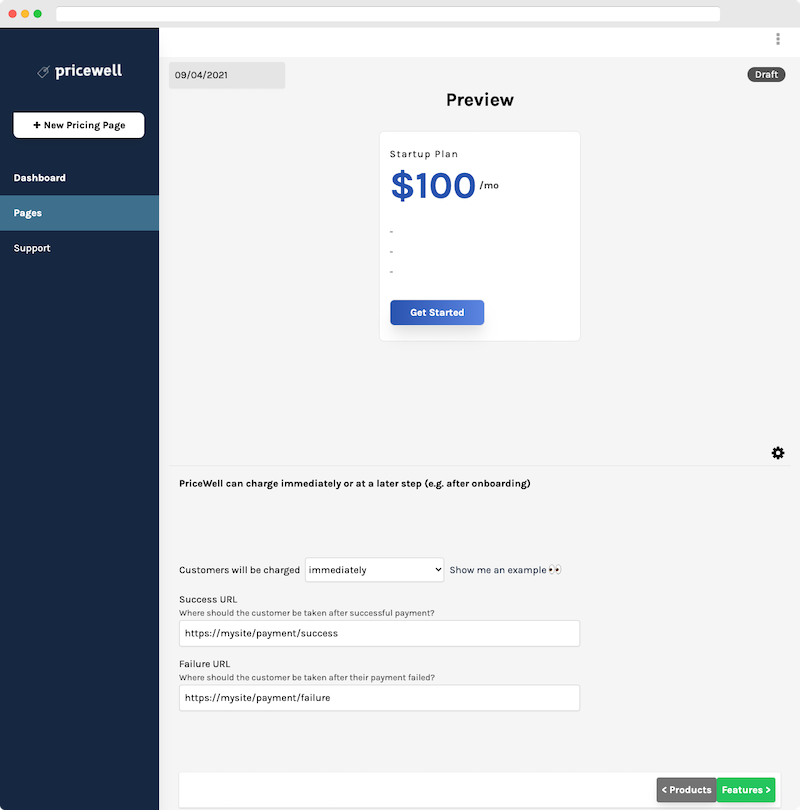 pricewell
+ New Pricing Page
Dashboard
Pages
Support
09/04/2021
Draft
Preview
Startup Plan
$100 /mo
-
-
-
Get Started
PriceWell can charge immediately or at a later step (e.g. after onboarding)
Customers will be charged immediately Show me an example 👀
Success URL
Where should the customer be taken after successful payment?
https://mysite/payment/success
Failure URL
Where should the customer be taken after their payment failed?
https://mysite/payment/failure
< Products Features >